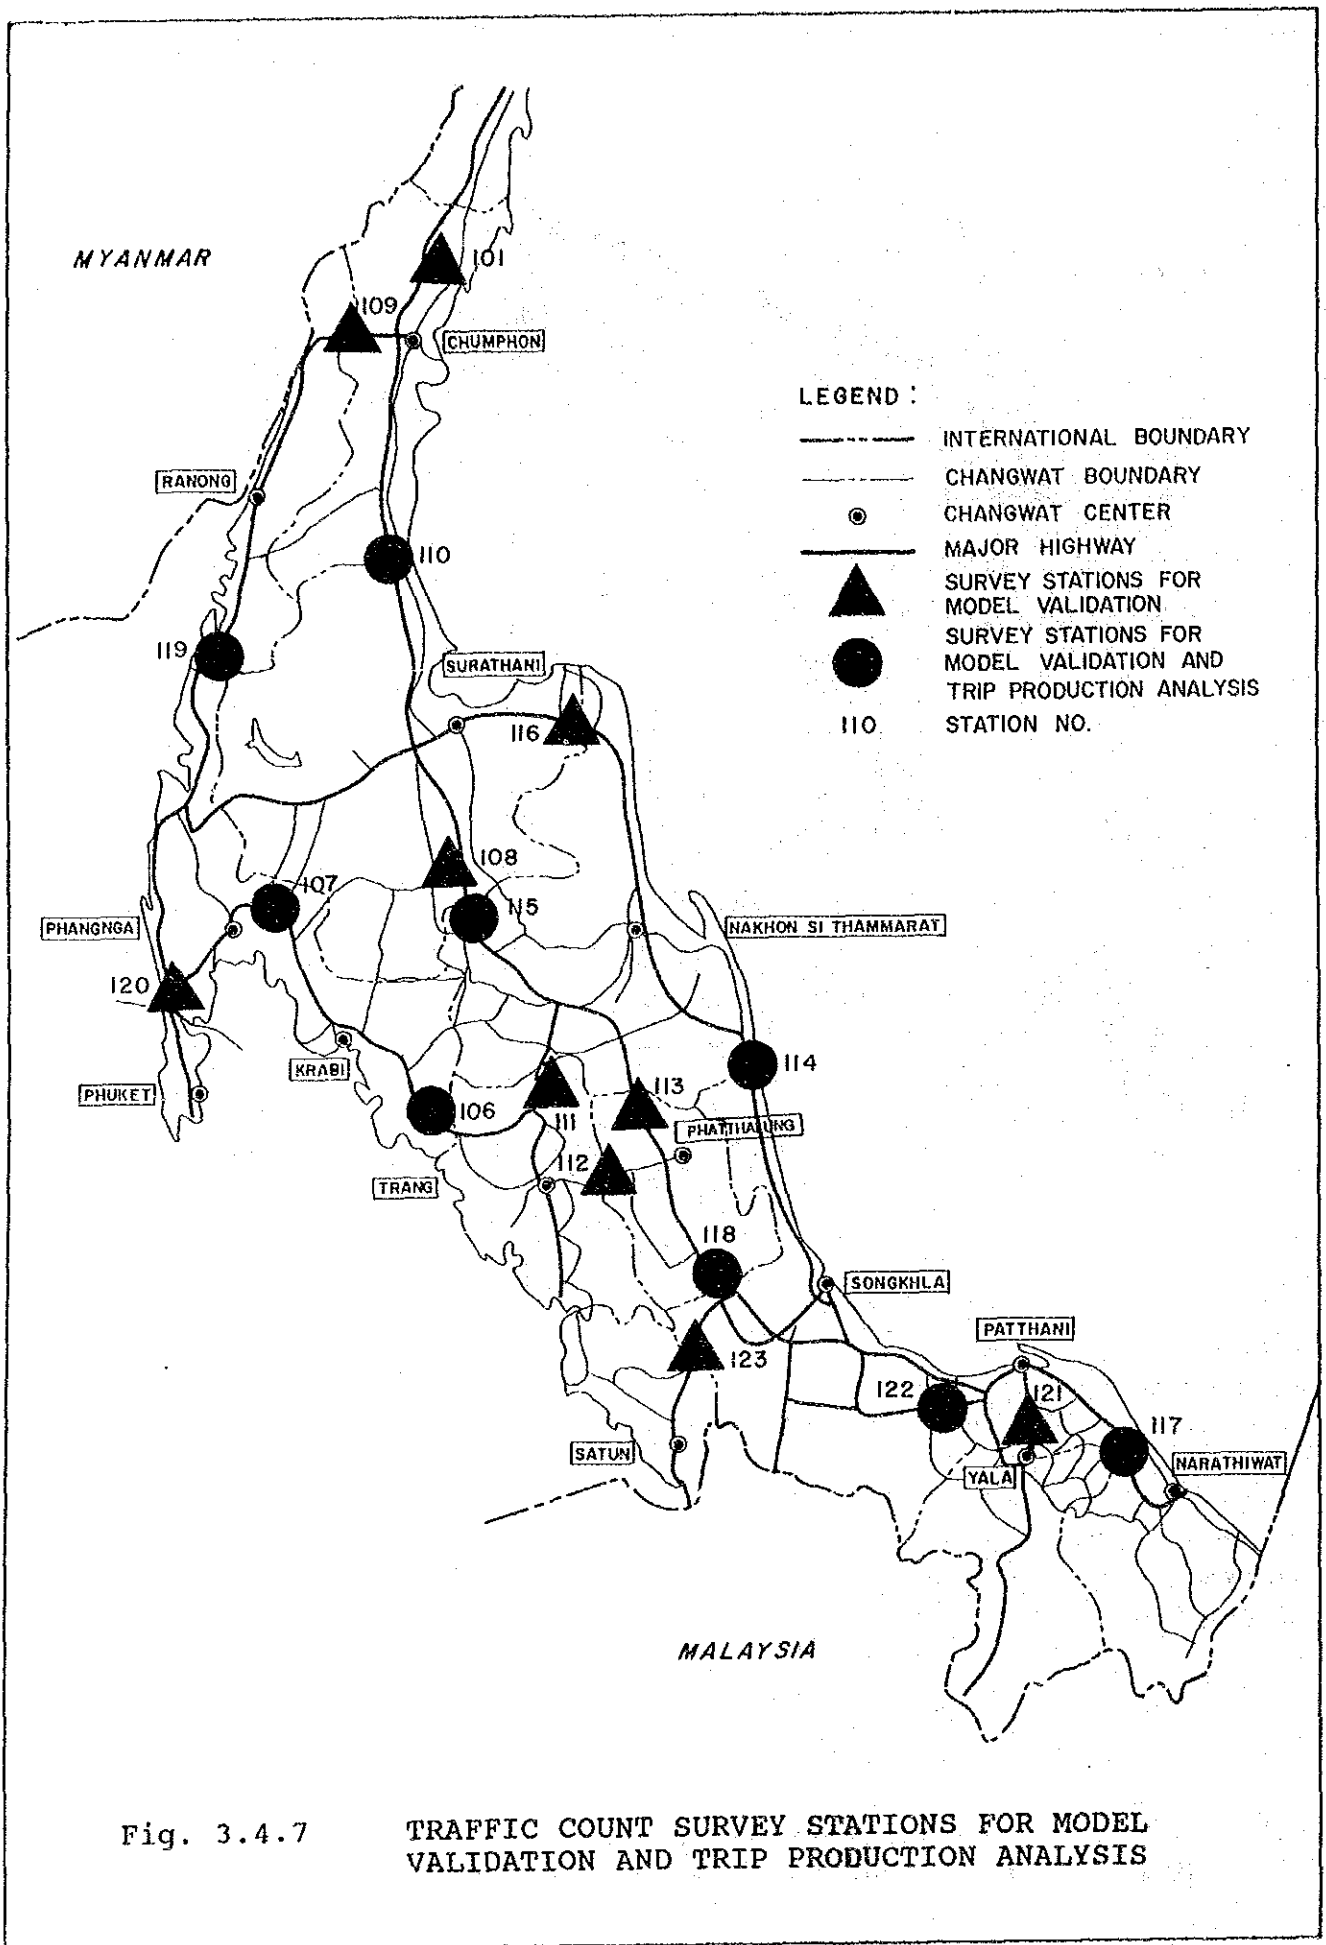 MYANMAR
101
109
CHUMPHON
LEGEND :
INTERNATIONAL BOUNDARY
CHANGWAT BOUNDARY
CHANGWAT CENTER
MAJOR HIGHWAY
SURVEY STATIONS FOR
MODEL VALIDATION
SURVEY STATIONS FOR
MODEL VALIDATION AND
TRIP PRODUCTION ANALYSIS
110 STATION NO.
RANONG
110
119
SURATHANI
116
108
107
115
PHANGNGA
NAKHON SI THAMMARAT
120
KRABI
114
PHUKET
113
106
111
PHATTHALUNG
112
TRANG
118
SONGKHLA
PATTHANI
123
122
121
117
SATUN
YALA
NARATHIWAT
MALAYSIA
Fig. 3.4.7 TRAFFIC COUNT SURVEY STATIONS FOR MODEL
VALIDATION AND TRIP PRODUCTION ANALYSIS